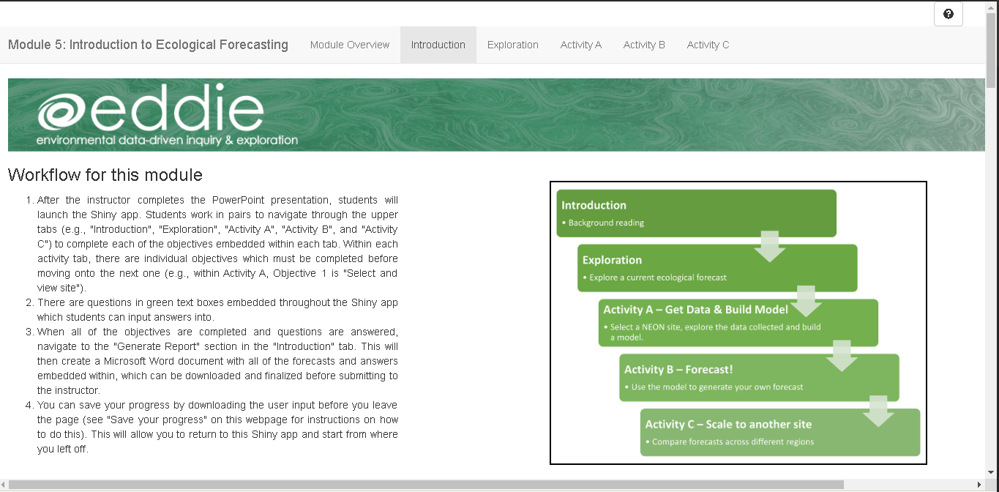 Module 5: Introduction to Ecological Forecasting Module Overview Introduction Exploration Activity A Activity B Activity C
eddie
environmental data-driven inquiry & exploration
Workflow for this module
1. After the instructor completes the PowerPoint presentation, students will
launch the Shiny app. Students work in pairs to navigate through the upper
tabs (e.g., "Introduction", "Exploration", "Activity A", "Activity B", and "Activity
C") to complete each of the objectives embedded within each tab. Within each
activity tab, there are individual objectives which must be completed before
moving onto the next one (e.g., within Activity A, Objective 1 is "Select and
view site").
2. There are questions in green text boxes embedded throughout the Shiny app
which students can input answers into.
3. When all of the objectives are completed and questions are answered,
navigate to the "Generate Report" section in the "Introduction" tab. This will
then create a Microsoft Word document with all of the forecasts and answers
embedded within, which can be downloaded and finalized before submitting to
the instructor.
4. You can save your progress by downloading the user input before you leave
the page (see "Save your progress" on this webpage for instructions on how
to do this). This will allow you to return to this Shiny app and start from where
you left off.
Introduction
• Background reading
Exploration
• Explore a current ecological forecast
Activity A – Get Data & Build Model
• Select a NEON site, explore the data collected and build
a model.
Activity B – Forecast!
• Use the model to generate your own forecast
Activity C – Scale to another site
• Compare forecasts across different regions